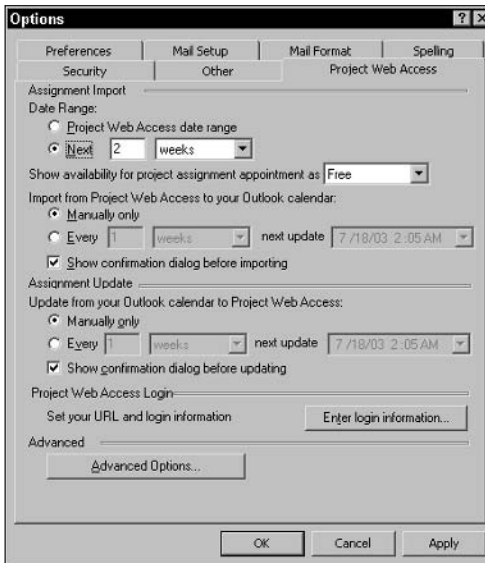 Options
Preferences Mail Setup Mail Format Spelling
Security Other Project Web Access
Assignment Import
Date Range:
Project Web Access date range
Next 2 weeks
Show availability for project assignment appointment as Free
Import from Project Web Access to your Outlook calendar:
Manually only
Every 1 weeks next update 7 /18/03 2:05 AM
Show confirmation dialog before importing
Assignment Update
Update from your Outlook calendar to Project Web Access:
Manually only
Every 1 weeks next update 7 /18/03 2:05 AM
Show confirmation dialog before updating
Project Web Access Login
Set your URL and login information Enter login information...
Advanced
Advanced Options...
OK Cancel Apply